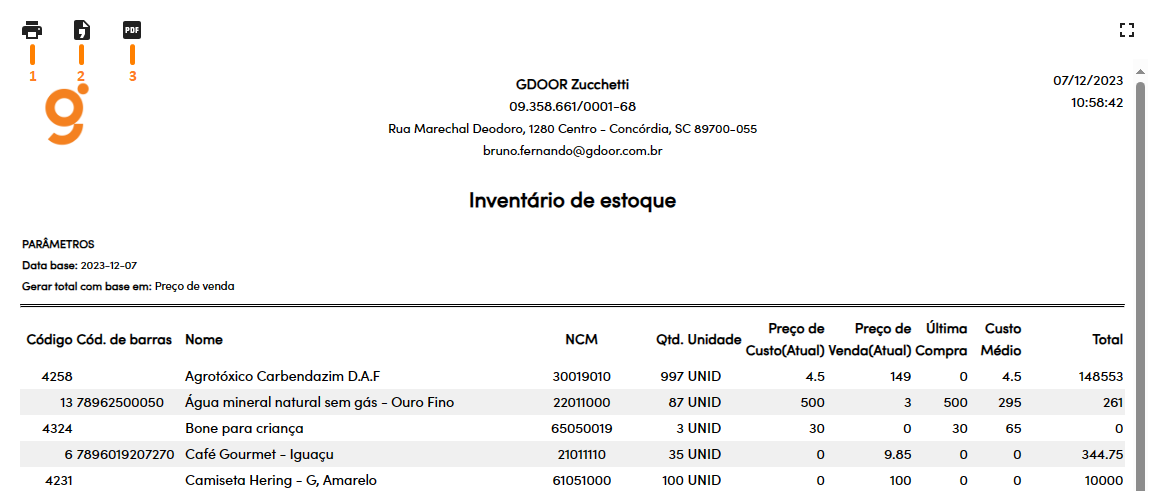 PDF
1 2 3
g
GDOOR Zucchetti
07/12/2023
09.358.661/0001-68
10:58:42
Rua Marechal Deodoro, 1280 Centro - Concórdia, SC 89700-055
bruno.fernando@gdoor.com.br
Inventário de estoque
PARÂMETROS
Data base: 2023-12-07
Gerar total com base em: Preço de venda
Código Cód. de barras Nome NCM Qtd. Unidade Preço de Custo(Atual) Preço de Venda(Atual) Última Compra Custo Médio Total
4258 Agrotóxico Carbendazim D.A.F 30019010 997 UNID 4.5 149 0 4.5 148553
13 78962500050 Água mineral natural sem gás - Ouro Fino 22011000 87 UNID 500 3 500 295 261
4324 Bone para criança 65050019 3 UNID 30 0 30 65 0
6 7896019207270 Café Gourmet - Iguaçu 21011110 35 UNID 0 9.85 0 0 344.75
4231 Camiseta Hering - G, Amarelo 61051000 100 UNID 0 100 0 0 10000